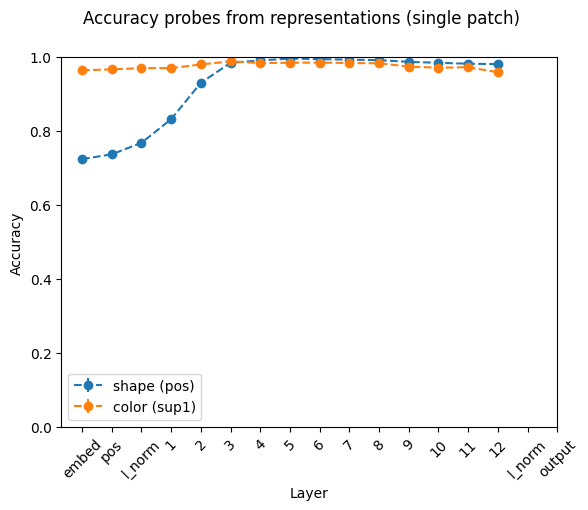 Accuracy probes from representations (single patch)
1.0
0.8
0.6
0.4
0.2
0.0
Accuracy
shape (pos)
color (sup1)
embed
pos
l_norm
1
2
3
4
5
6
7
8
9
10
11
12
l_norm
output
Layer